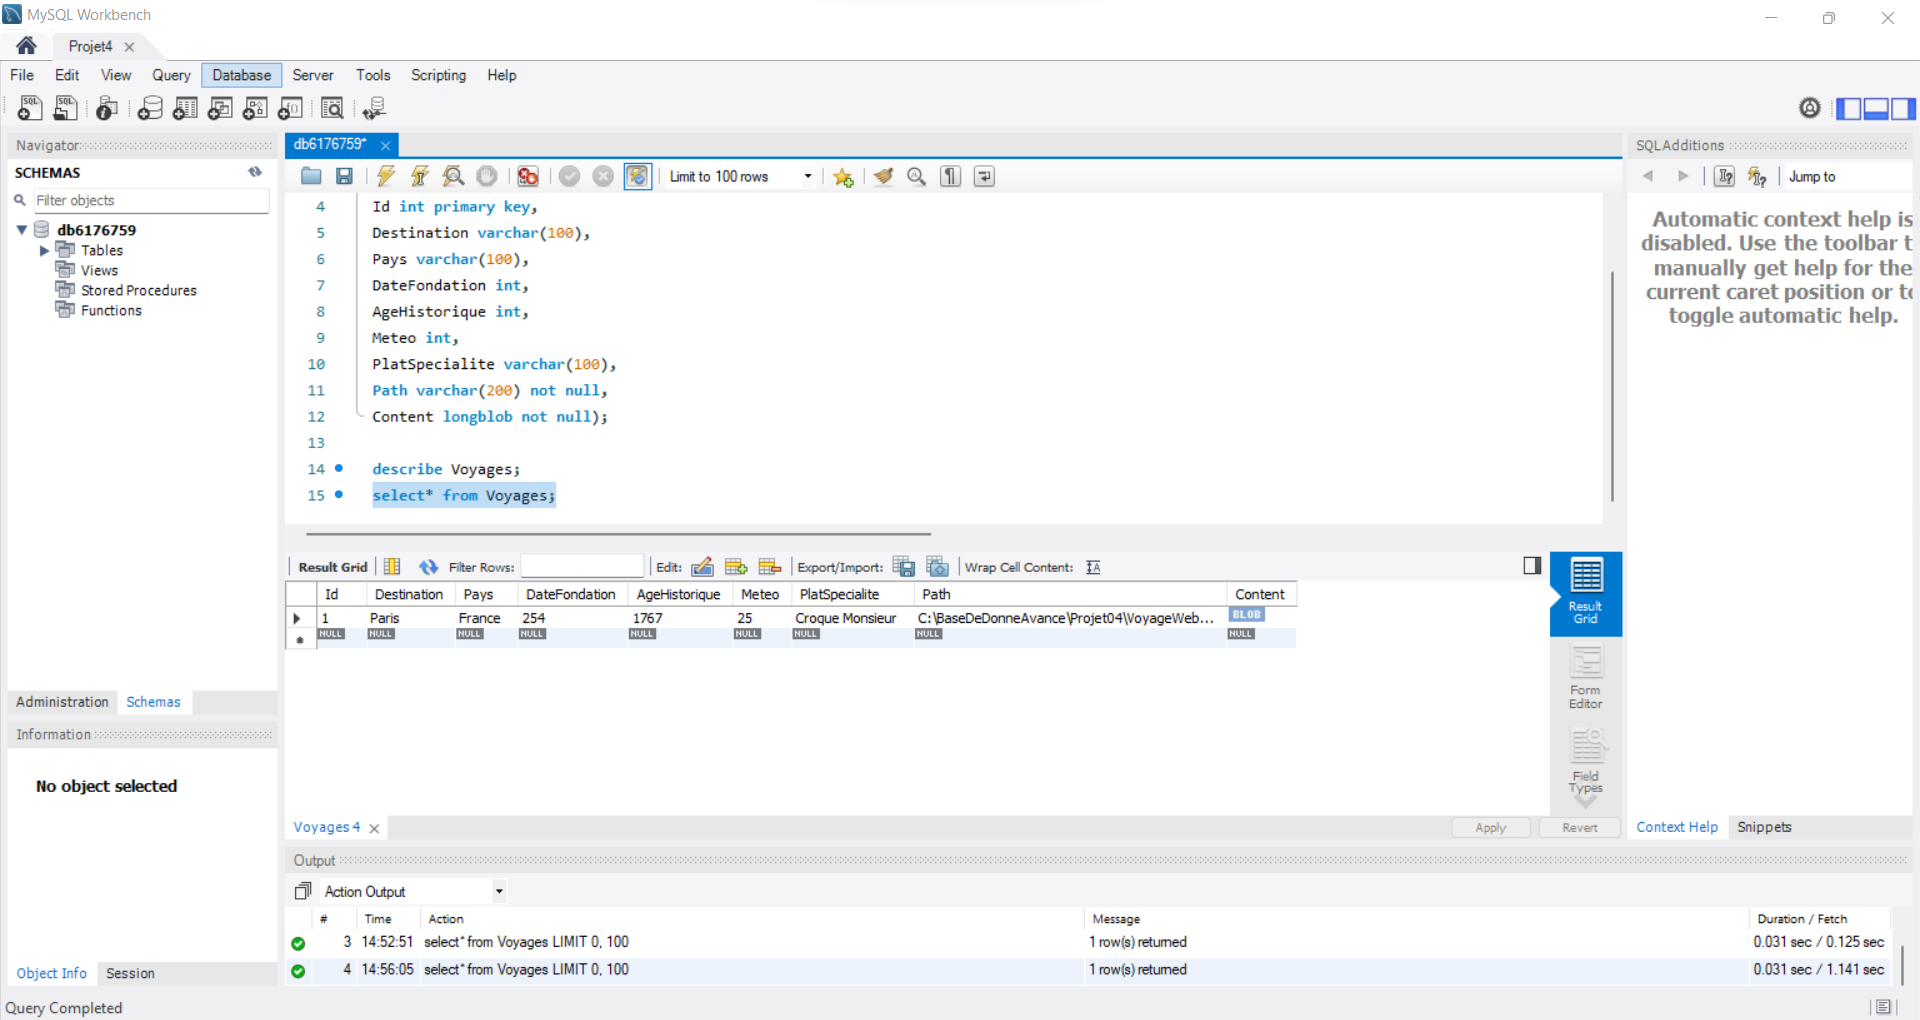 MySQL Workbench
Projet4
File Edit View Query Database Server Tools Scripting Help
Navigator
SCHEMAS
Filter objects
db6176759
Tables
Views
Stored Procedures
Functions
Administration Schemas
Information
No object selected
Object Info Session
Query Completed
db6176759*
Limit to 100 rows
4 Id int primary key,
5 Destination varchar(100),
6 Pays varchar(100),
7 DateFondation int,
8 AgeHistorique int,
9 Meteo int,
10 PlatSpecialite varchar(100),
11 Path varchar(200) not null,
12 Content longblob not null);
13
14 describe Voyages;
15 select* from Voyages;
Result Grid Filter Rows: Edit: Export/Import: Wrap Cell Content:
Id Destination Pays DateFondation AgeHistorique Meteo PlatSpecialite Path Content
1 Paris France 254 1767 25 Croque Monsieur C:\BaseDeDonneAvance\Projet04\VoyageWeb... BLOB
NULL NULL NULL NULL NULL NULL NULL NULL NULL
Result
Grid
Form
Editor
Field
Types
Voyages 4 Apply Revert
Output
Action Output
# Time Action Message Duration / Fetch
3 14:52:51 select* from Voyages LIMIT 0, 100 1 row(s) returned 0.031 sec / 0.125 sec
4 14:56:05 select* from Voyages LIMIT 0, 100 1 row(s) returned 0.031 sec / 1.141 sec
SQLAdditions
Jump to
Automatic context help is
disabled. Use the toolbar t
manually get help for the
current caret position or to
toggle automatic help.
Context Help Snippets